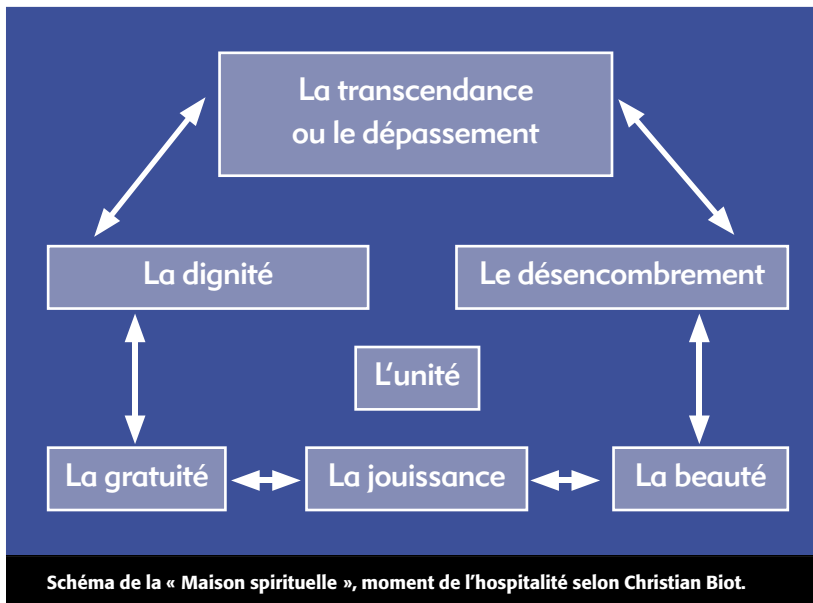 La transcendance
ou le dépassement
La dignité
Le désencombrement
L'unité
La gratuité
La jouissance
La beauté
Schéma de la « Maison spirituelle », moment de l'hospitalité selon Christian Biot.